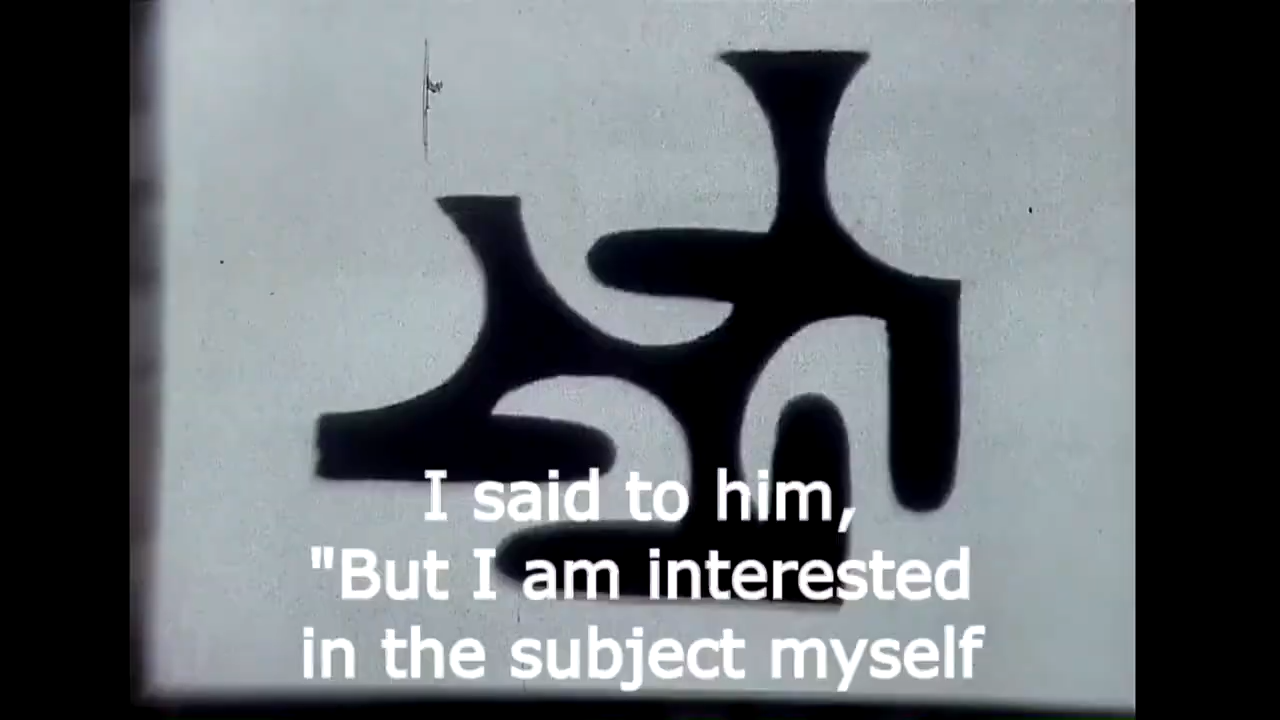 I said to him,
"But I am interested
in the subject myself